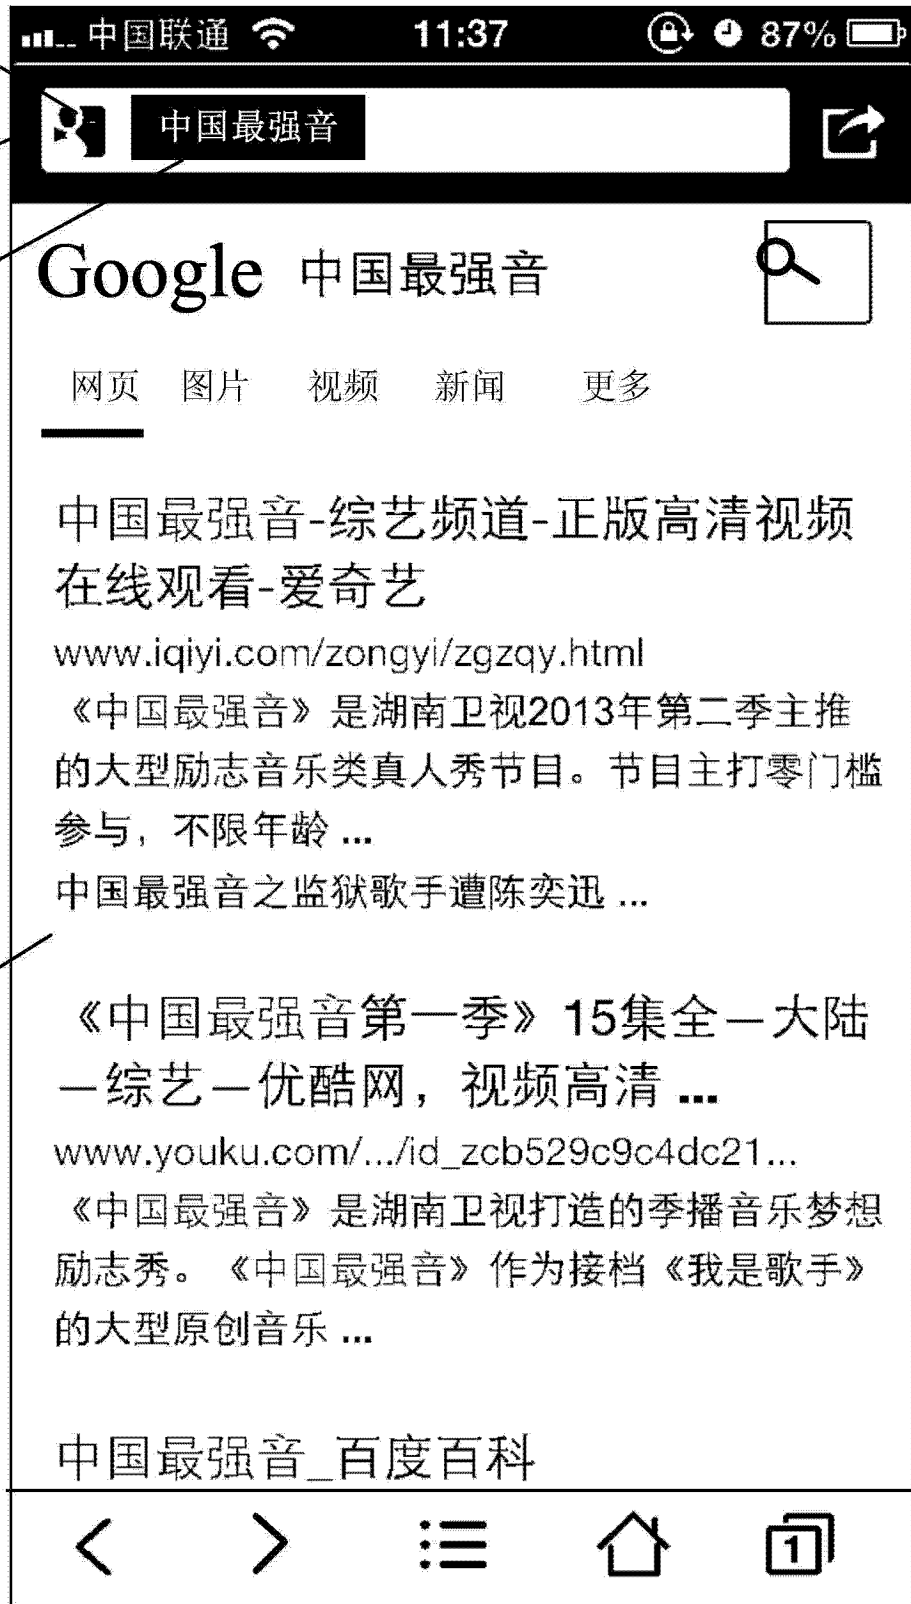 中国联通 11:37 87%
中国最强音
Google 中国最强音
网页 图片 视频 新闻 更多
中国最强音-综艺频道-正版高清视频
在线观看-爱奇艺
www.iqiyi.com/zongyi/zgzqy.html
《中国最强音》是湖南卫视2013年第二季主推
的大型励志音乐类真人秀节目。节目主打零门槛
参与，不限年龄 ...
中国最强音之监狱歌手遭陈奕迅 ...
《中国最强音第一季》15集全－大陆
－综艺－优酷网，视频高清 ...
www.youku.com/.../id_zcb529c9c4dc21...
《中国最强音》是湖南卫视打造的季播音乐梦想
励志秀。《中国最强音》作为接档《我是歌手》
的大型原创音乐 ...
中国最强音_百度百科
1